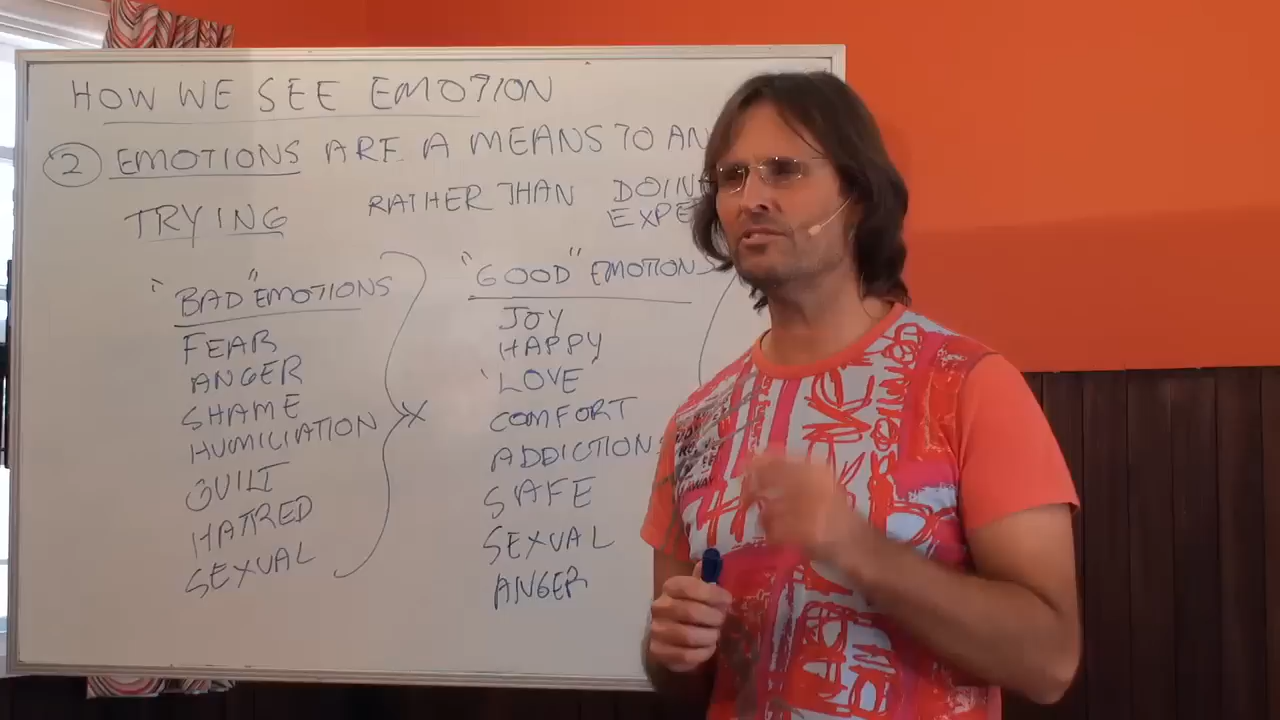 HOW WE SEE EMOTION
2 EMOTIONS ARE A MEANS TO AN
RATHER THAN
TRYING
"BAD" EMOTIONS
FEAR
ANGER
SHAME
HUMILIATION
GUILT
HATRED
SEXUAL
"GOOD" EMOTIONS
JOY
HAPPY
'LOVE'
COMFORT
ADDICTIONS
SAFE
SEXUAL
ANGER